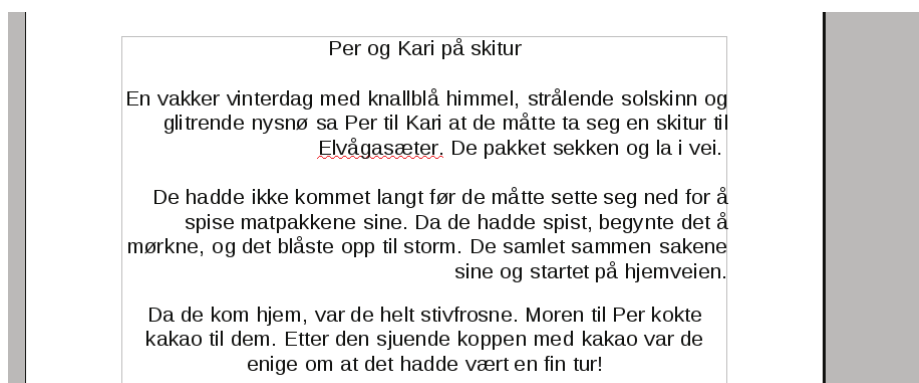 Per og Kari på skitur
En vakker vinterdag med knallblå himmel, strålende solskinn og
glitrende nysnø sa Per til Kari at de måtte ta seg en skitur til
Elvågasæter. De pakket sekken og la i vei.
De hadde ikke kommet langt før de måtte sette seg ned for å
spise matpakkene sine. Da de hadde spist, begynte det å
mørkne, og det blåste opp til storm. De samlet sammen sakene
sine og startet på hjemveien.
Da de kom hjem, var de helt stivfrosne. Moren til Per kokte
kakao til dem. Etter den sjuende koppen med kakao var de
enige om at det hadde vært en fin tur!